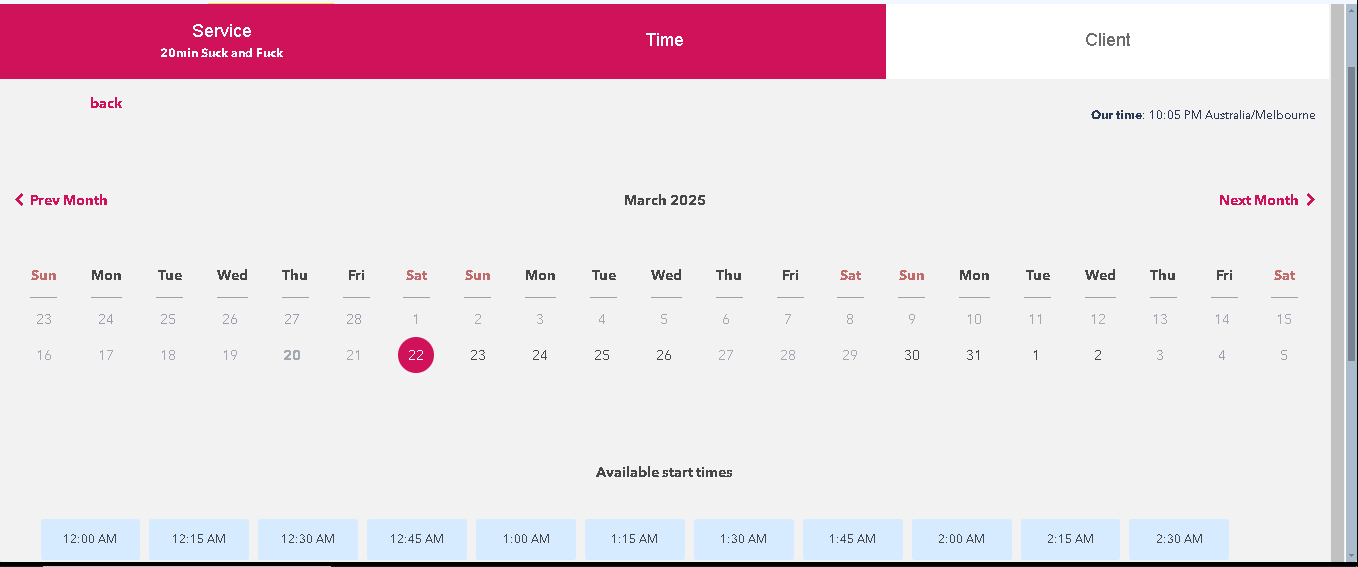 Service
20min Suck and Fuck
Time
Client
back
Our time: 10:05 PM Australia/Melbourne
Prev Month
March 2025
Next Month
Sun Mon Tue Wed Thu Fri Sat Sun Mon Tue Wed Thu Fri Sat Sun Mon Tue Wed Thu Fri Sat
23 24 25 26 27 28 1 2 3 4 5 6 7 8 9 10 11 12 13 14 15
16 17 18 19 20 21 22 23 24 25 26 27 28 29 30 31 1 2 3 4 5
Available start times
12:00 AM 12:15 AM 12:30 AM 12:45 AM 1:00 AM 1:15 AM 1:30 AM 1:45 AM 2:00 AM 2:15 AM 2:30 AM